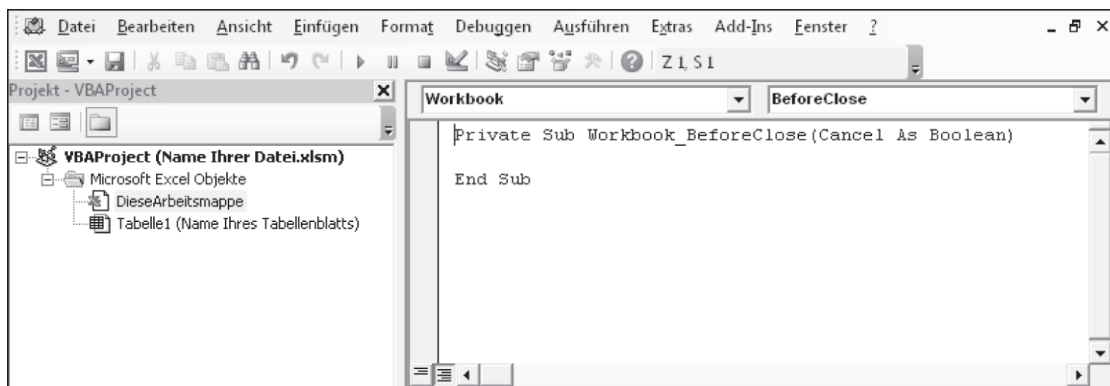 Datei Bearbeiten Ansicht Einfügen Format Debuggen Ausführen Extras Add-Ins Fenster ?
Z 1, S 1
Projekt - VBAProject
VBAProject (Name Ihrer Datei.xlsm)
Microsoft Excel Objekte
DieseArbeitsmappe
Tabelle1 (Name Ihres Tabellenblatts)
Workbook BeforeClose
Private Sub Workbook_BeforeClose(Cancel As Boolean)
End Sub